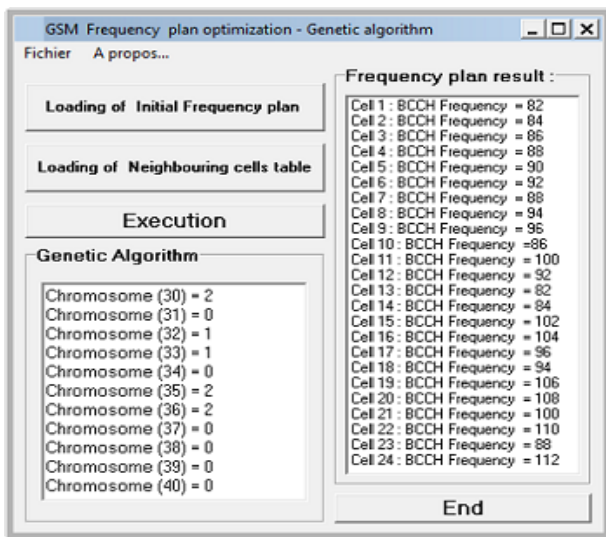 GSM Frequency plan optimization - Genetic algorithm
Fichier A propos...
Loading of Initial Frequency plan
Loading of Neighbouring cells table
Execution
Genetic Algorithm
Chromosome (30) = 2
Chromosome (31) = 0
Chromosome (32) = 1
Chromosome (33) = 1
Chromosome (34) = 0
Chromosome (35) = 2
Chromosome (36) = 2
Chromosome (37) = 0
Chromosome (38) = 0
Chromosome (39) = 0
Chromosome (40) = 0
Frequency plan result :
Cell 1 : BCCH Frequency = 82
Cell 2 : BCCH Frequency = 84
Cell 3 : BCCH Frequency = 86
Cell 4 : BCCH Frequency = 88
Cell 5 : BCCH Frequency = 90
Cell 6 : BCCH Frequency = 92
Cell 7 : BCCH Frequency = 88
Cell 8 : BCCH Frequency = 94
Cell 9 : BCCH Frequency = 96
Cell 10 : BCCH Frequency =86
Cell 11 : BCCH Frequency = 100
Cell 12 : BCCH Frequency = 92
Cell 13 : BCCH Frequency = 82
Cell 14 : BCCH Frequency = 84
Cell 15 : BCCH Frequency = 102
Cell 16 : BCCH Frequency = 104
Cell 17 : BCCH Frequency = 96
Cell 18 : BCCH Frequency = 94
Cell 19 : BCCH Frequency = 106
Cell 20 : BCCH Frequency = 108
Cell 21 : BCCH Frequency = 100
Cell 22 : BCCH Frequency = 110
Cell 23 : BCCH Frequency = 88
Cell 24 : BCCH Frequency = 112
End